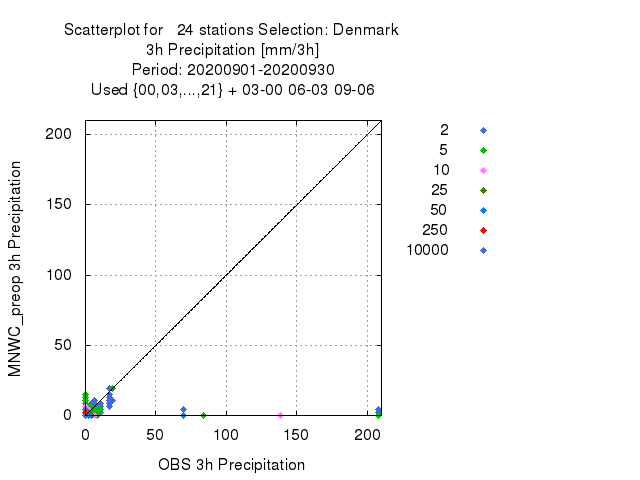 Scatterplot for 24 stations Selection: Denmark
3h Precipitation [mm/3h]
Period: 20200901-20200930
Used {00,03,...,21} + 03-00 06-03 09-06
MNWC_preop 3h Precipitation
200
150
100
50
0
0 50 100 150 200
OBS 3h Precipitation
2
5
10
25
50
250
10000